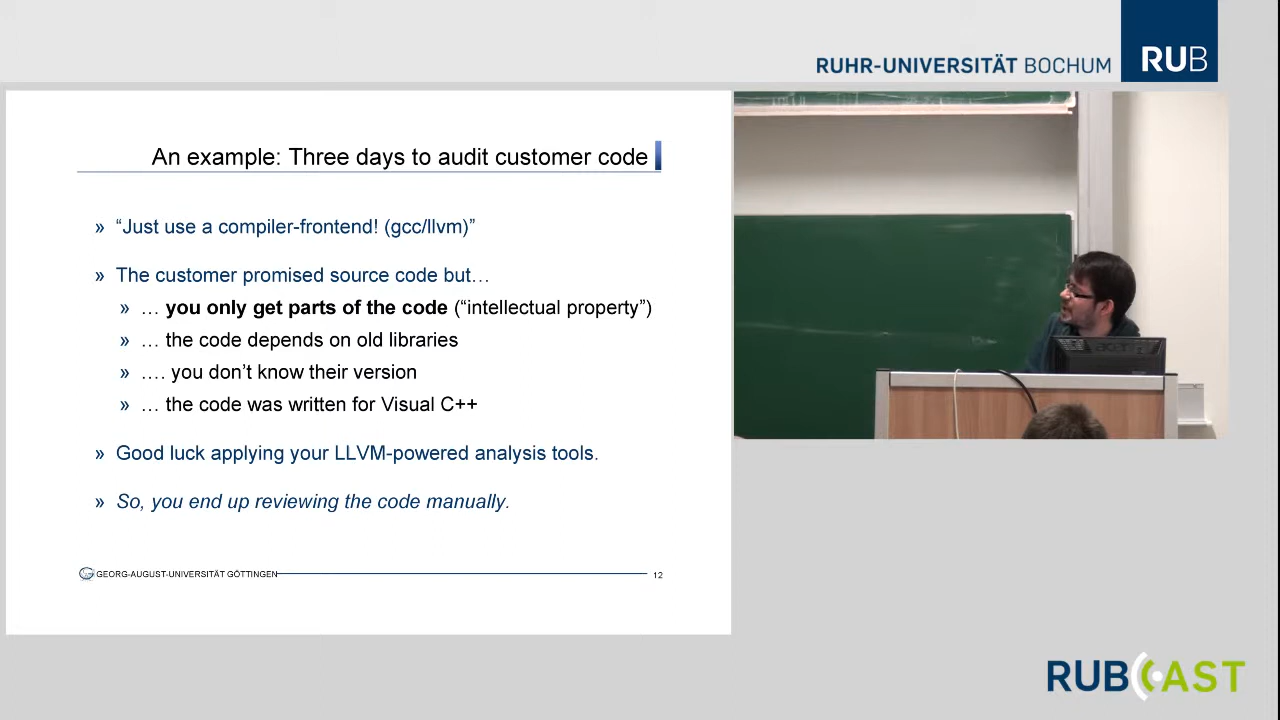 RUHR-UNIVERSITÄT BOCHUM
RUB
An example: Three days to audit customer code
» “Just use a compiler-frontend! (gcc/llvm)”
» The customer promised source code but…
» … you only get parts of the code (“intellectual property”)
» … the code depends on old libraries
» …. you don’t know their version
» … the code was written for Visual C++
» Good luck applying your LLVM-powered analysis tools.
» So, you end up reviewing the code manually.
GEORG-AUGUST-UNIVERSITÄT GÖTTINGEN
12
acer
RUBCAST